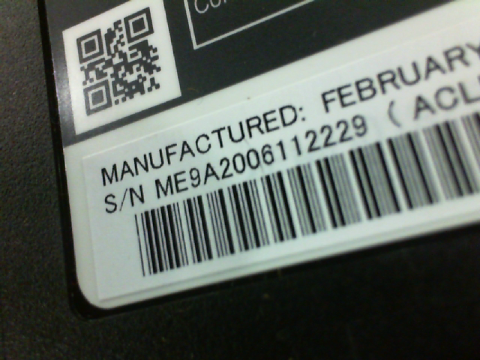 MANUFACTURED: FEBRUARY
S/N ME9A2006112229 ( ACL